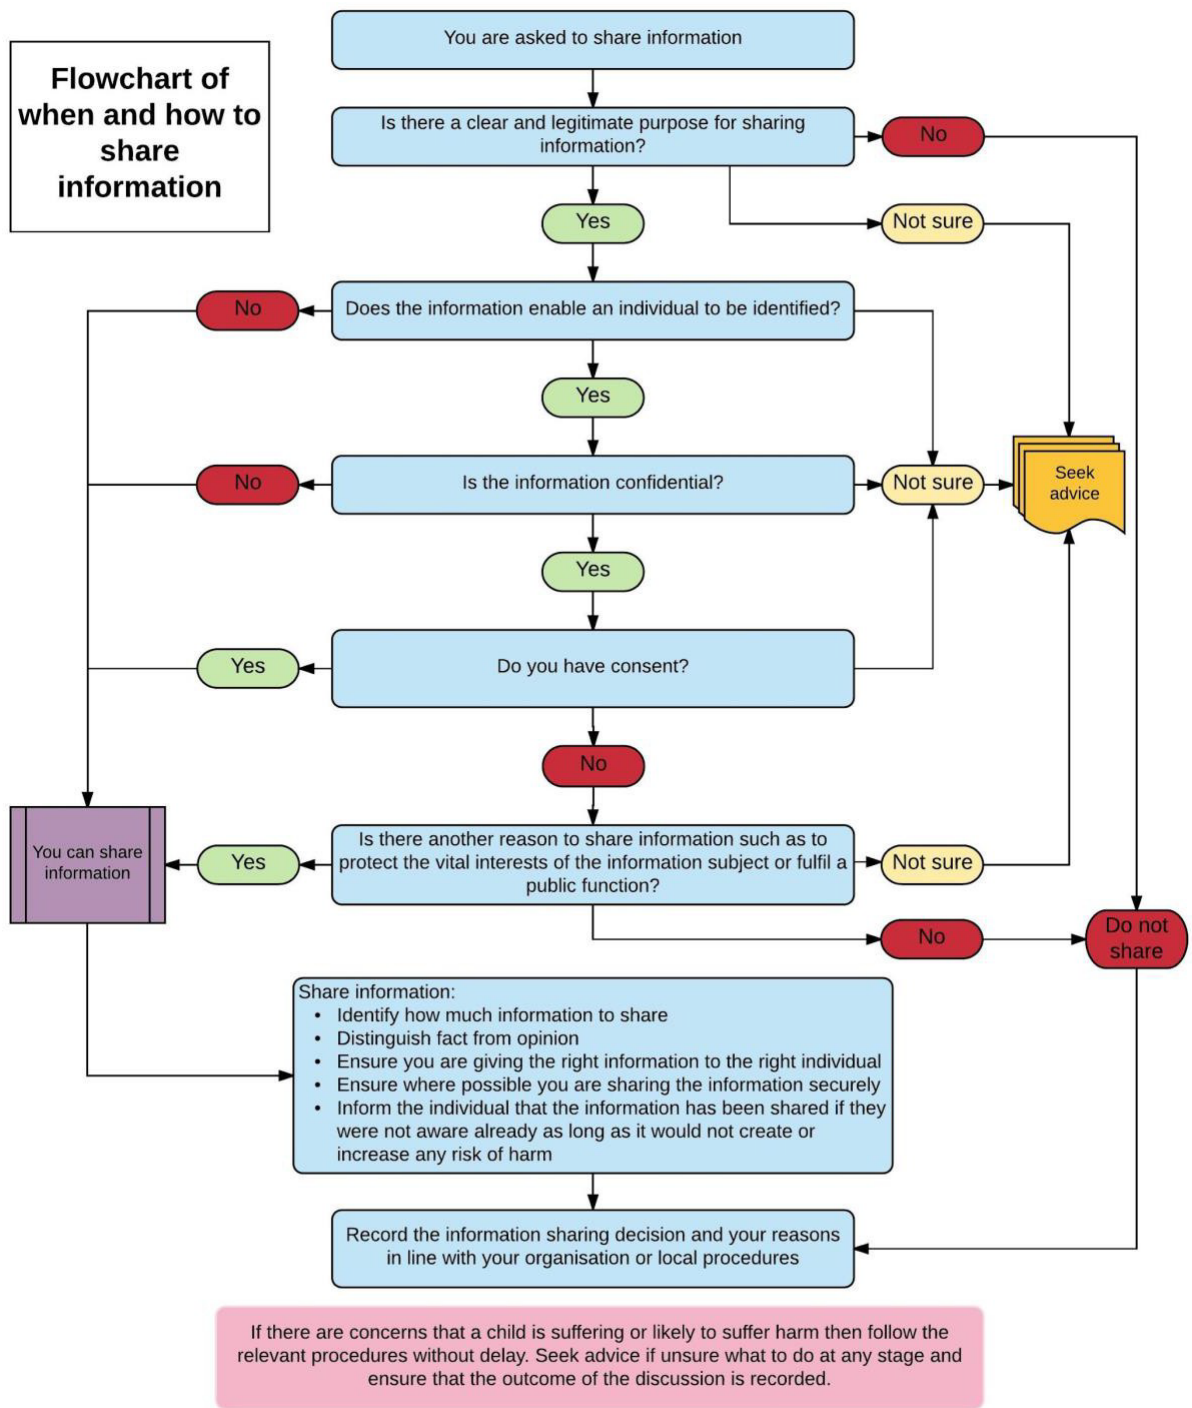 Flowchart of
when and how to
share
information
You are asked to share information
Is there a clear and legitimate purpose for sharing
information?
No
Yes
Not sure
Does the information enable an individual to be identified?
No
Yes
Is the information confidential?
No
Not sure
Seek
advice
Yes
Do you have consent?
Yes
No
Is there another reason to share information such as to
protect the vital interests of the information subject or fulfil a
public function?
Yes
You can share
information
Not sure
No
Do not
share
Share information:
• Identify how much information to share
• Distinguish fact from opinion
• Ensure you are giving the right information to the right individual
• Ensure where possible you are sharing the information securely
• Inform the individual that the information has been shared if they
were not aware already as long as it would not create or
increase any risk of harm
Record the information sharing decision and your reasons
in line with your organisation or local procedures
If there are concerns that a child is suffering or likely to suffer harm then follow the
relevant procedures without delay. Seek advice if unsure what to do at any stage and
ensure that the outcome of the discussion is recorded.